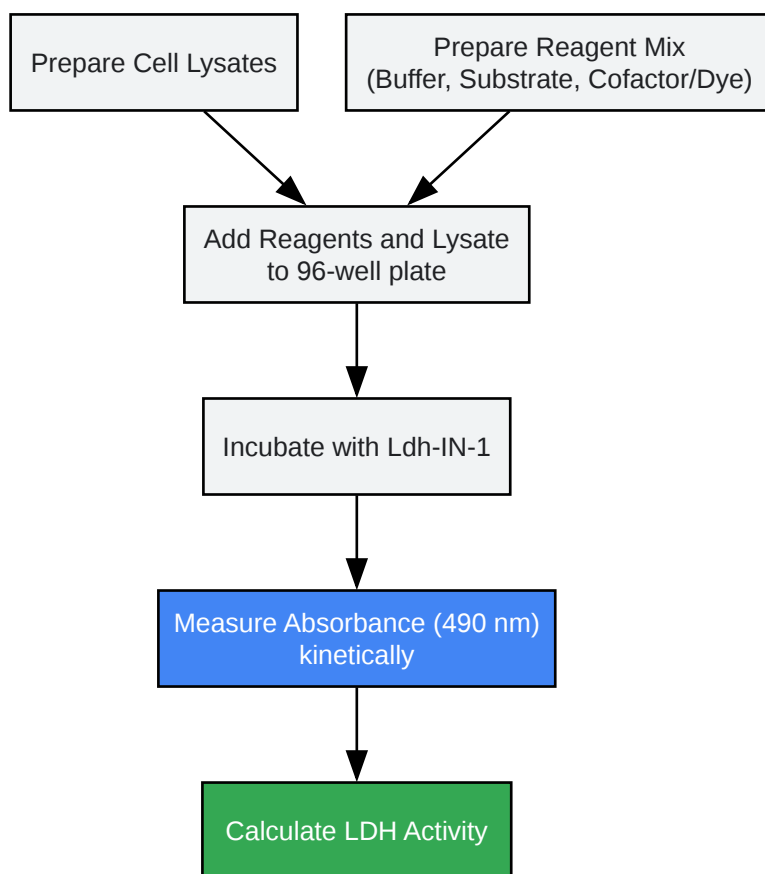 Prepare Cell Lysates
Prepare Reagent Mix
(Buffer, Substrate, Cofactor/Dye)
Add Reagents and Lysate
to 96-well plate
Incubate with Ldh-IN-1
Measure Absorbance (490 nm)
kinetically
Calculate LDH Activity